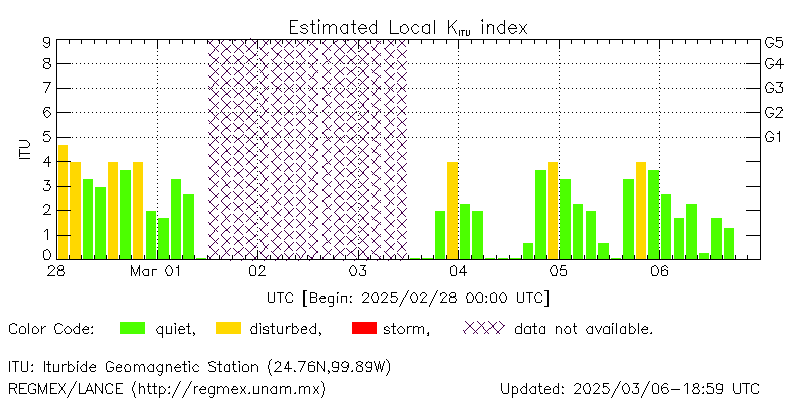 Estimated Local KITU index
9 G5
8 G4
7 G3
6 G2
5 G1
4
3
2
1
0
ITU
28 Mar 01 02 03 04 05 06
UTC [Begin: 2025/02/28 00:00 UTC]
Color Code: quiet, disturbed, storm, data not available.
ITU: Iturbide Geomagnetic Station (24.76N,99.89W)
REGMEX/LANCE (http://regmex.unam.mx) Updated: 2025/03/06-18:59 UTC